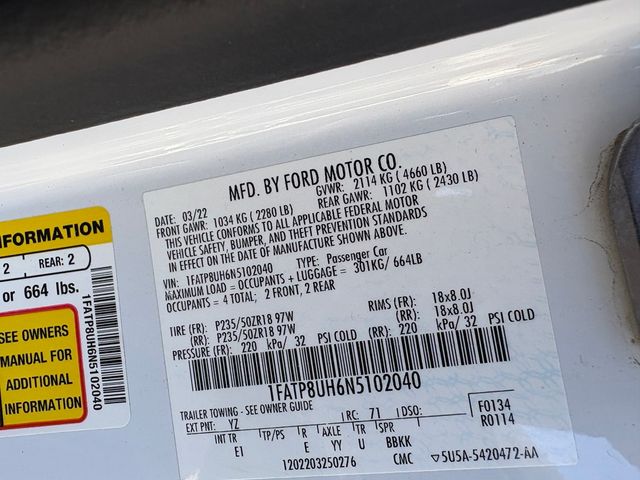 NFORMATION
2 REAR: 2
or 664 lbs.
SEE OWNERS
MANUAL FOR
ADDITIONAL
INFORMATION
1FATP8UH6N5102040
MFD. BY FORD MOTOR CO.
DATE: 03/22 GVWR: 2114 KG ( 4660 LB)
FRONT GAWR: 1034 KG (2280 LB) REAR GAWR: 1102 KG ( 2430 LB)
THIS VEHICLE CONFORMS TO ALL APPLICABLE FEDERAL MOTOR
VEHICLE SAFETY, BUMPER, AND THEFT PREVENTION STANDARDS
IN EFFECT ON THE DATE OF MANUFACTURE SHOWN ABOVE.
VIN: 1FATP8UH6N5102040 TYPE: Passenger Car
MAXIMUM LOAD = OCCUPANTS + LUGGAGE = 301KG/ 664LB
OCCUPANTS = 4 TOTAL; 2 FRONT, 2 REAR
TIRE (FR): P235/50ZR18 97W RIMS (FR): 18x8.0J
(RR): P235/50ZR18 97W (RR): 18x8.0J
PRESSURE (FR): 220 kPa/ 32 PSI COLD (RR): 220 kPa/ 32 PSI COLD
1FATP8UH6N5102040
TRAILER TOWING - SEE OWNER GUIDE
EXT PNT: YZ RC: 71 DSO: F0134
INT TR TP/PS R AXLE TR SPR R0114
EI E YY U BBKK
1202203250276 CMC ▽5U5A-5420472-AA